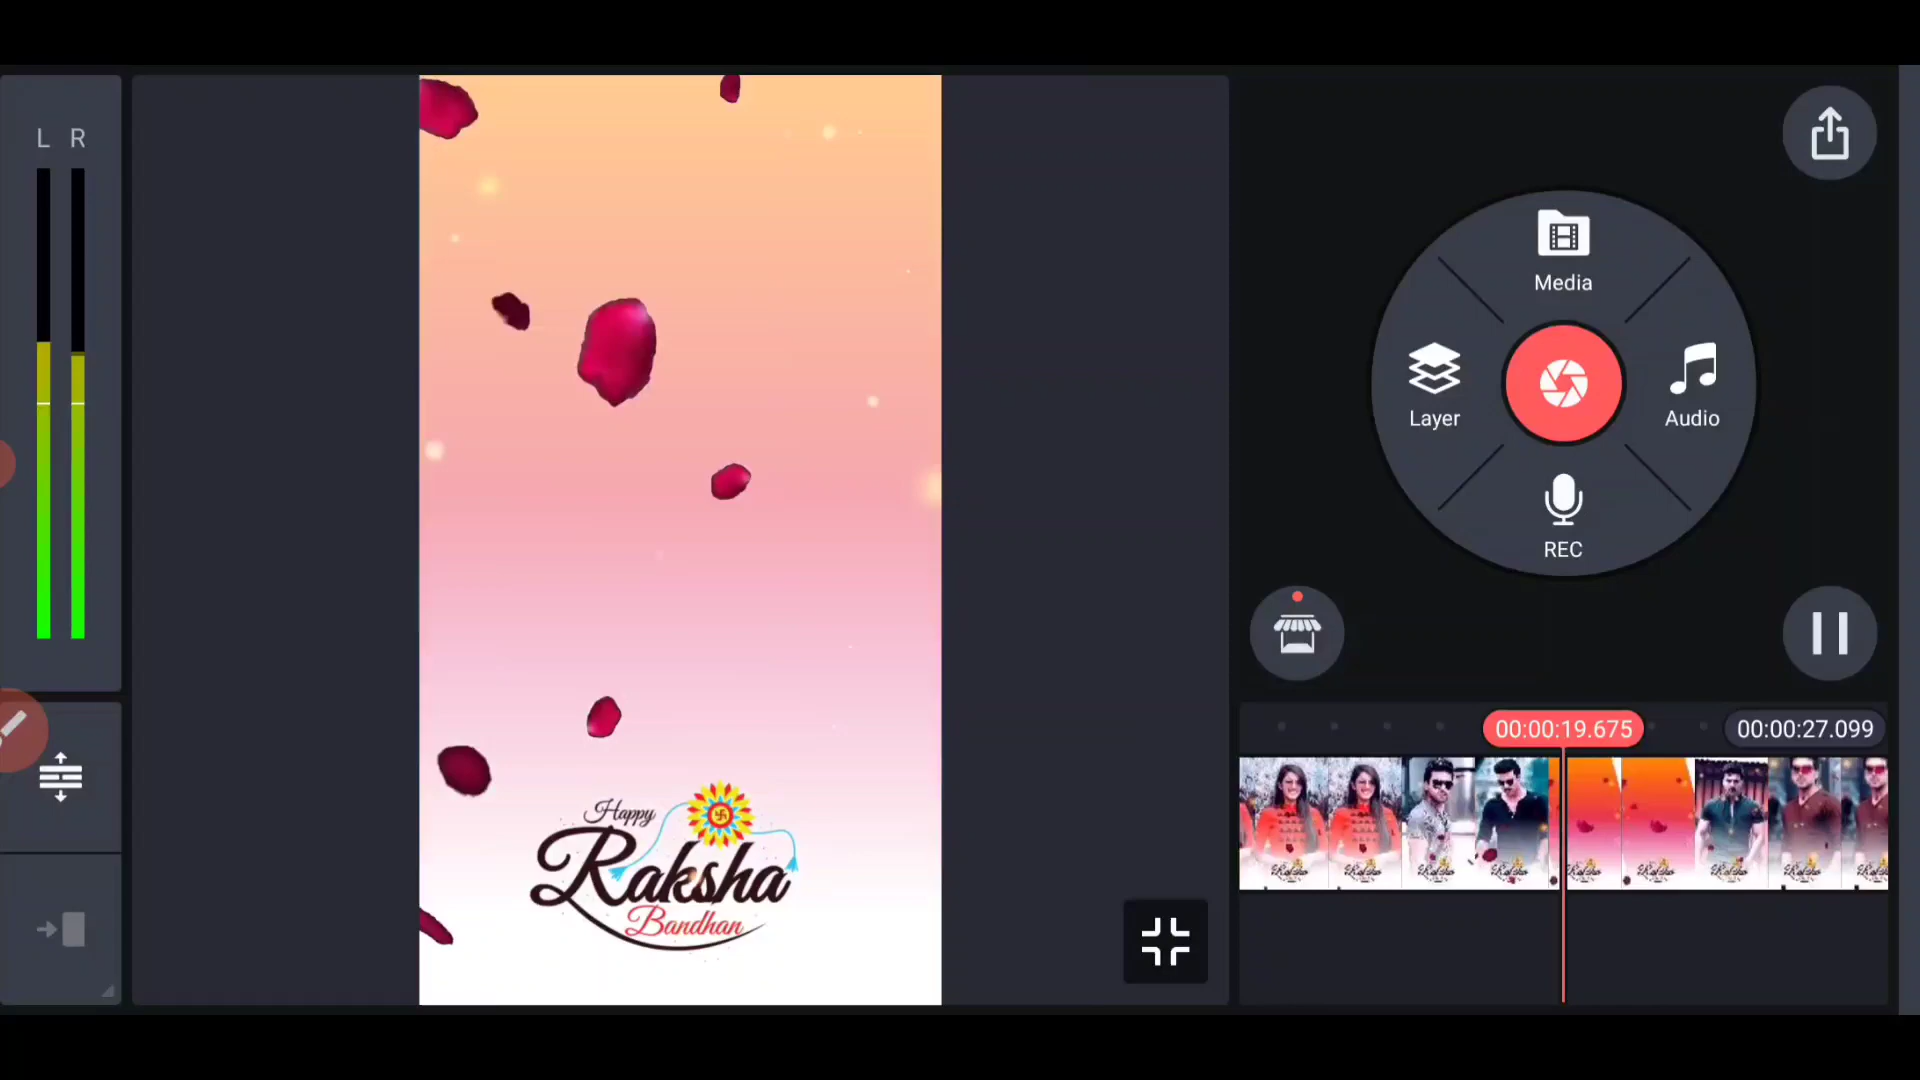 L R
Happy
Raksha
Bandhan
Media
Layer
Audio
REC
00:00:19.675
00:00:27.099